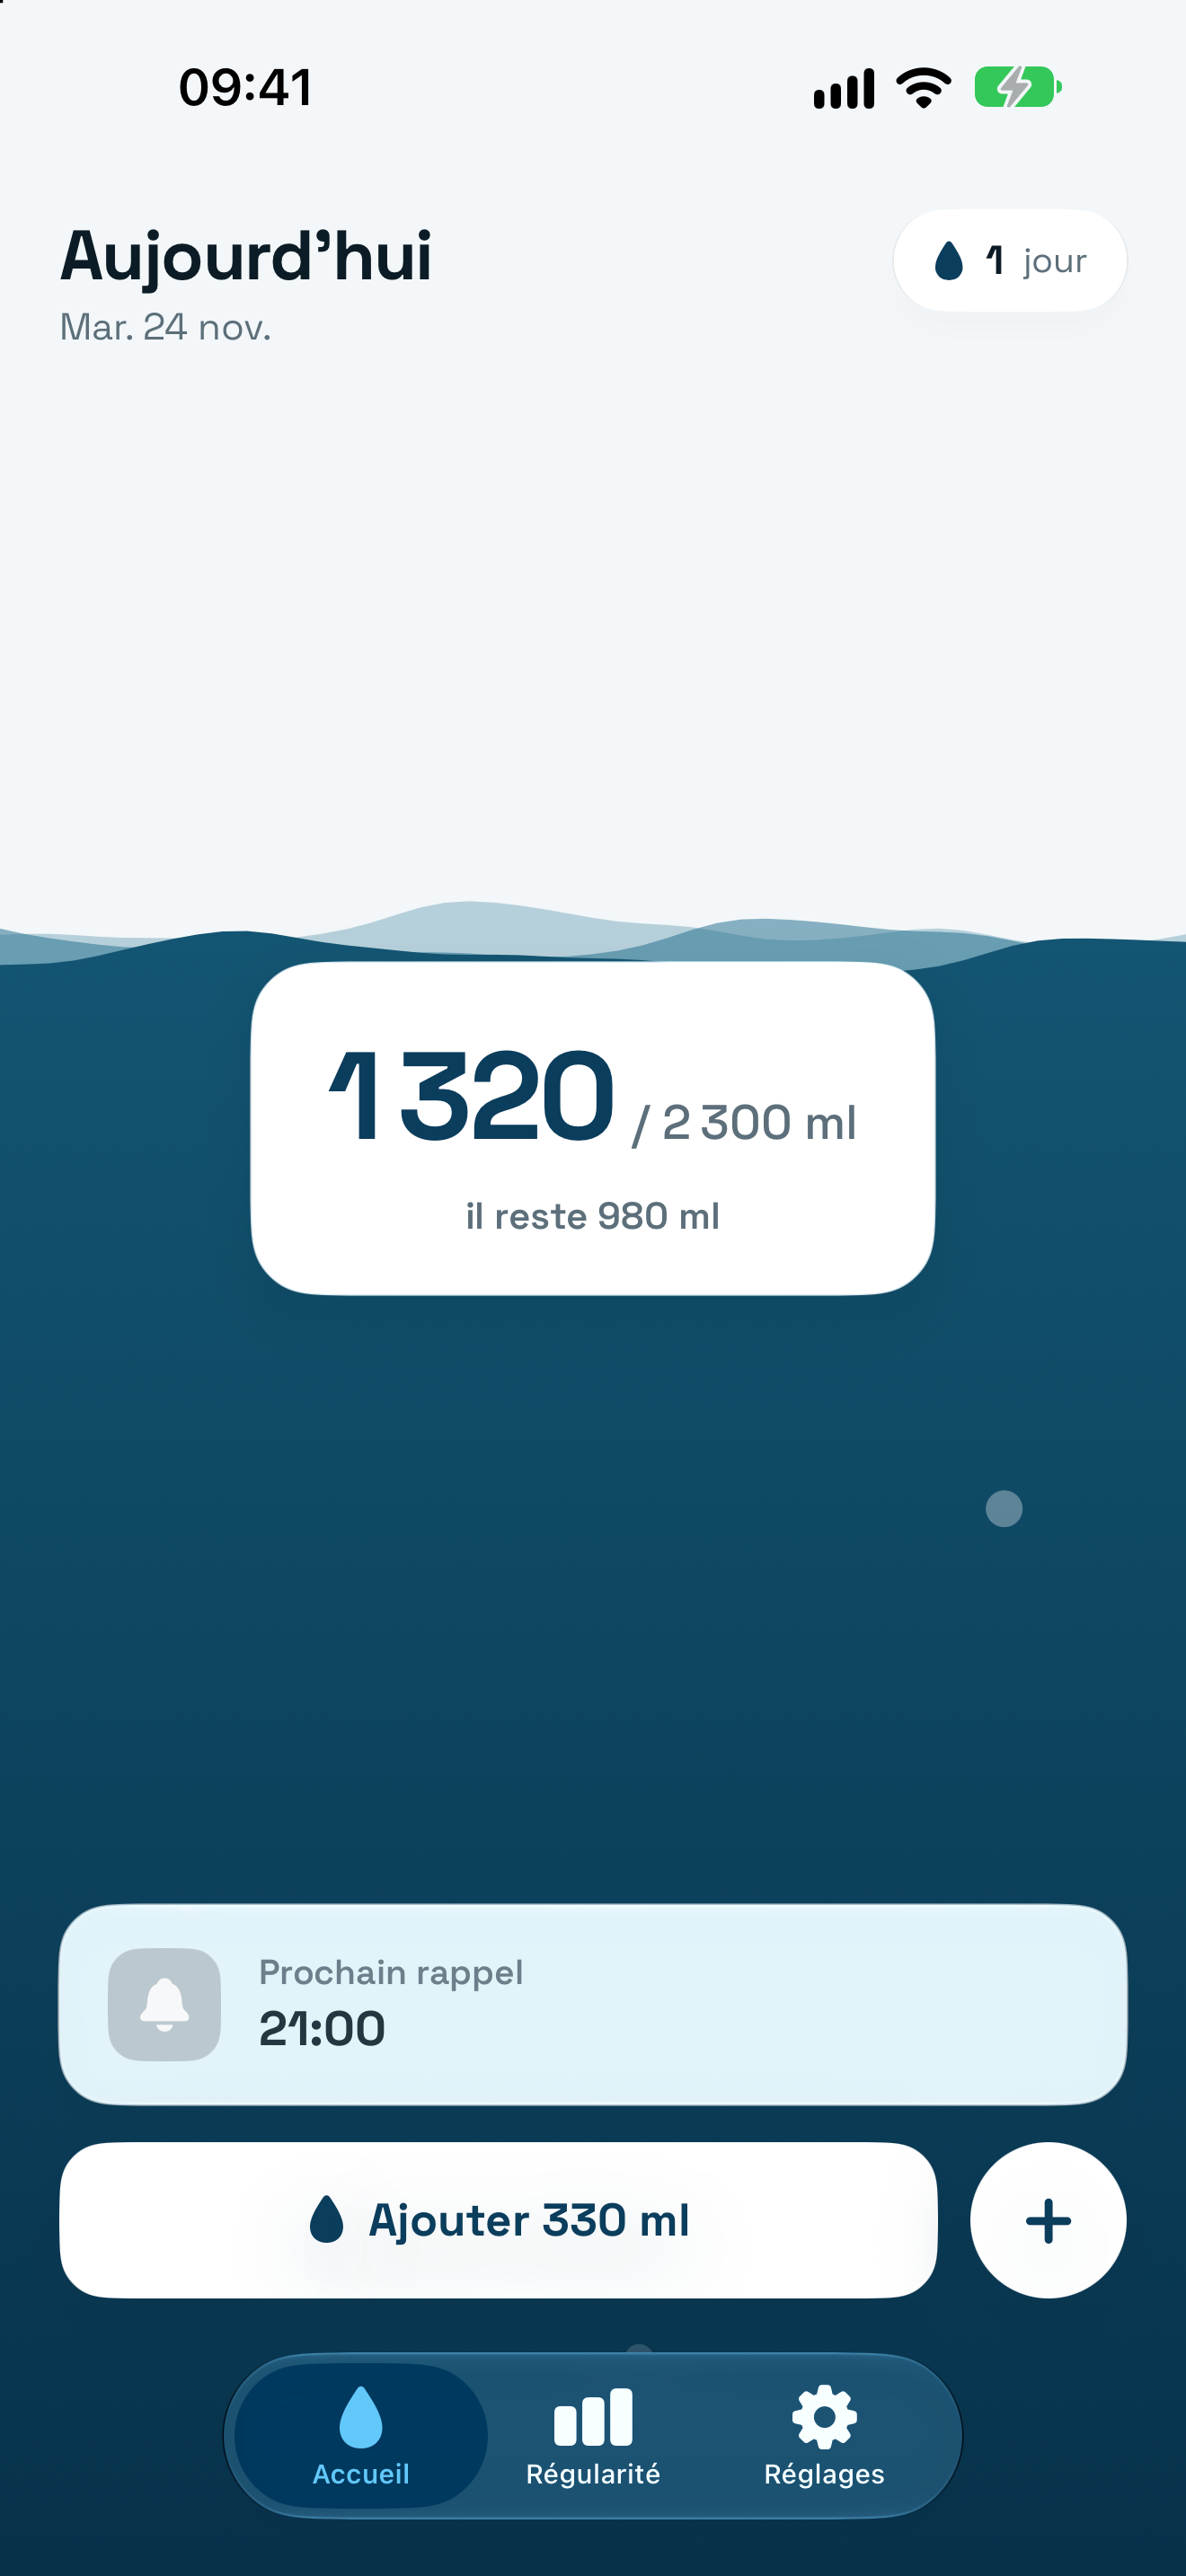 09:41
Aujourd’hui
1 jour
Mar. 24 nov.
1 320 / 2 300 ml
il reste 980 ml
Prochain rappel
21:00
Ajouter 330 ml
Accueil
Régularité
Réglages